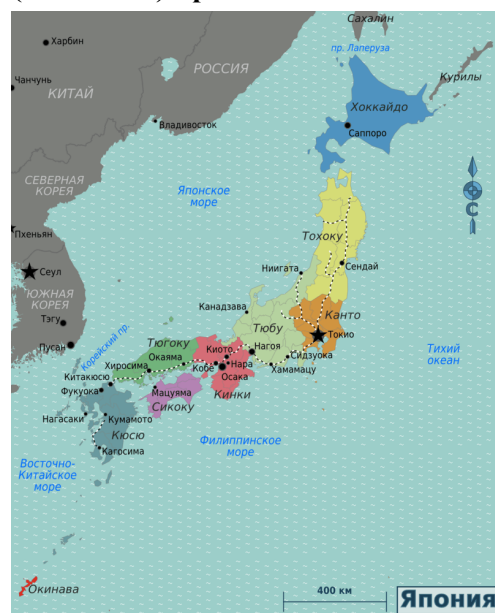 Сахалин
Харбин
пр. Лаперуза
РОССИЯ
Чанчунь
Курилы
КИТАЙ
Хоккайдо
Владивосток
Саппоро
СЕВЕРНАЯ
КОРЕЯ
Японское
море
С
Пхеньян
Тохоку
Сеул
Ниигата
Сендай
ЮЖНАЯ
КОРЕЯ
Канадзава
Канто
Тэгу
Тюбу
Токио
Корейский пр.
Тюгоку
Киото
Нагоя
Тихий
океан
Пусан
Окаяма
Сидзуока
Хиросима
Кобе
Нара
Хамамацу
Китакюсю
Осака
Фукуока
Мацуяма
Кинки
Сикоку
Нагасаки
Кумамото
Кюсю
Филиппинское
море
Кагосима
Восточно-
Китайское
море
Окинава
400 км
Япония